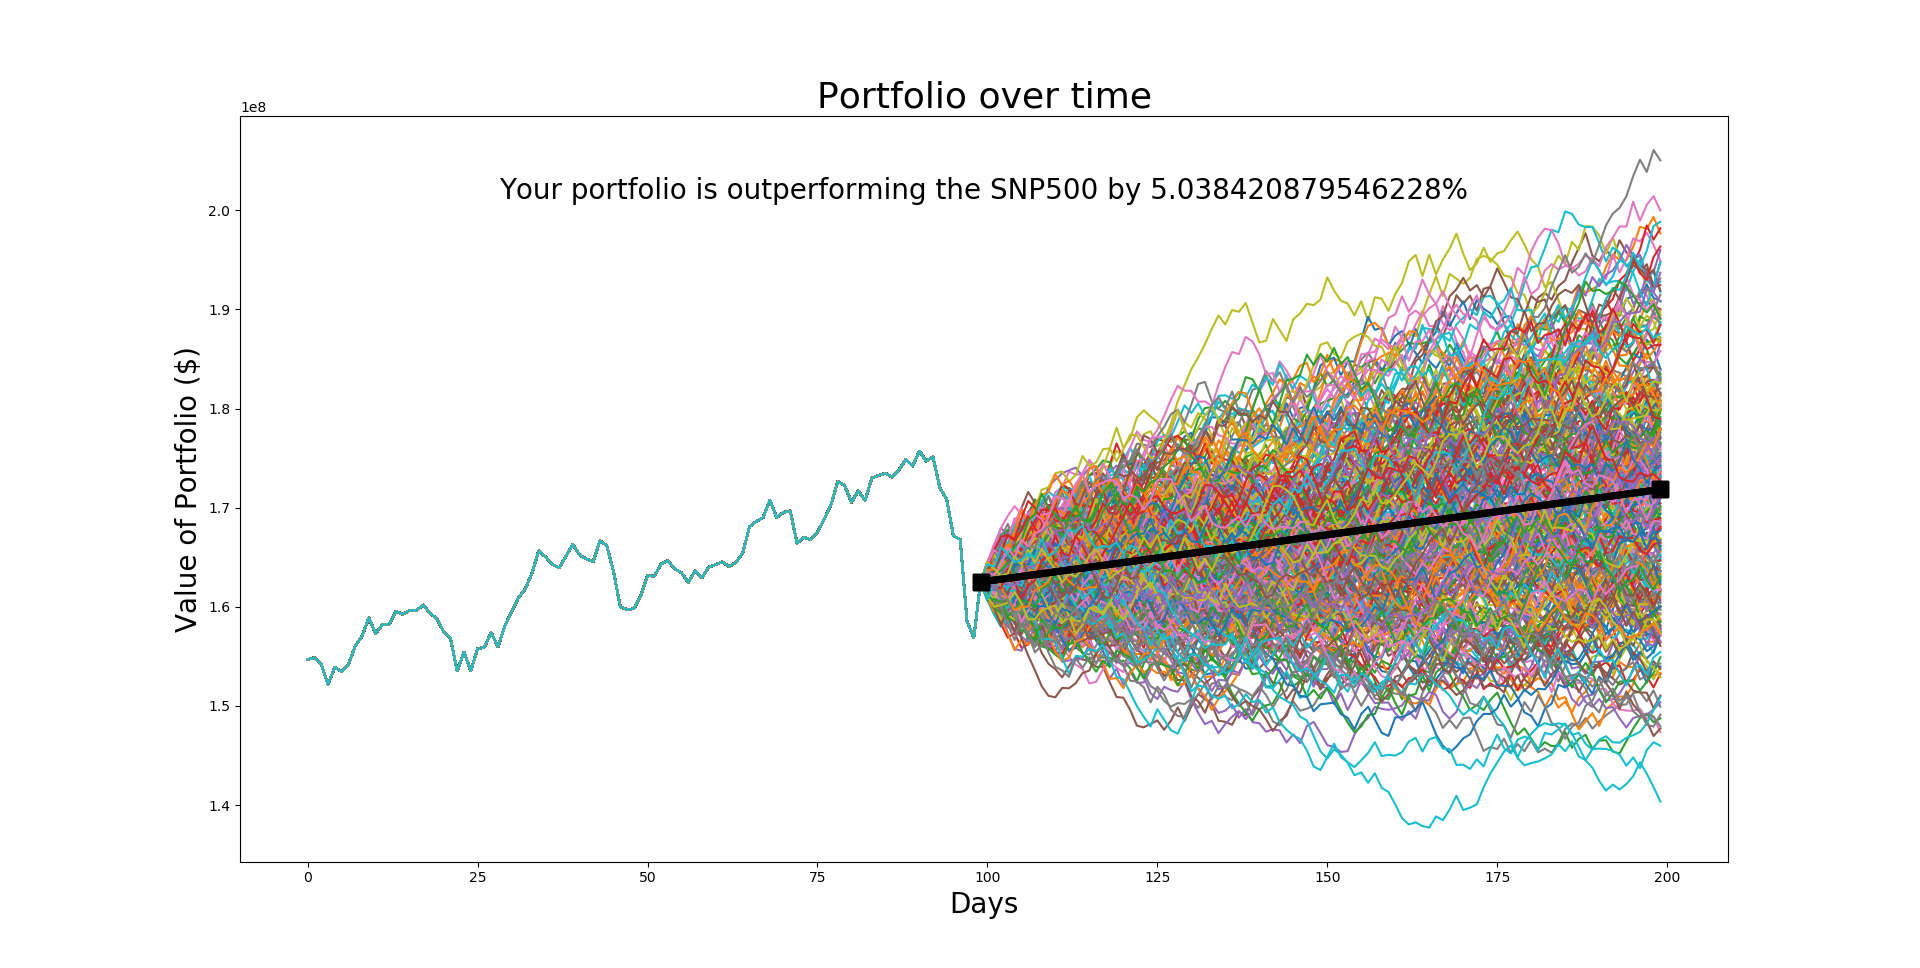 Portfolio over time
1e8
Your portfolio is outperforming the SNP500 by 5.038420879546228%
Value of Portfolio ($)
2.0
1.9
1.8
1.7
1.6
1.5
1.4
0 25 50 75 100 125 150 175 200
Days